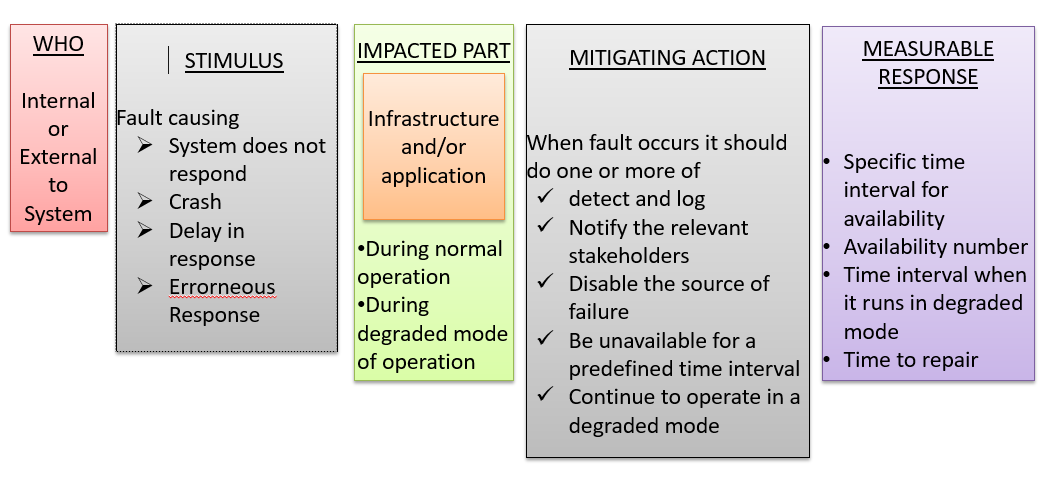 WHO
Internal
or
External
to
System
STIMULUS
Fault causing
➢ System does not
respond
➢ Crash
➢ Delay in
response
➢ Errorneous
Response
IMPACTED PART
Infrastructure
and/or
application
•During normal
operation
•During
degraded mode
of operation
MITIGATING ACTION
When fault occurs it should
do one or more of
✓ detect and log
✓ Notify the relevant
stakeholders
✓ Disable the source of
failure
✓ Be unavailable for a
predefined time interval
✓ Continue to operate in a
degraded mode
MEASURABLE
RESPONSE
• Specific time
interval for
availability
• Availability number
• Time interval when
it runs in degraded
mode
• Time to repair